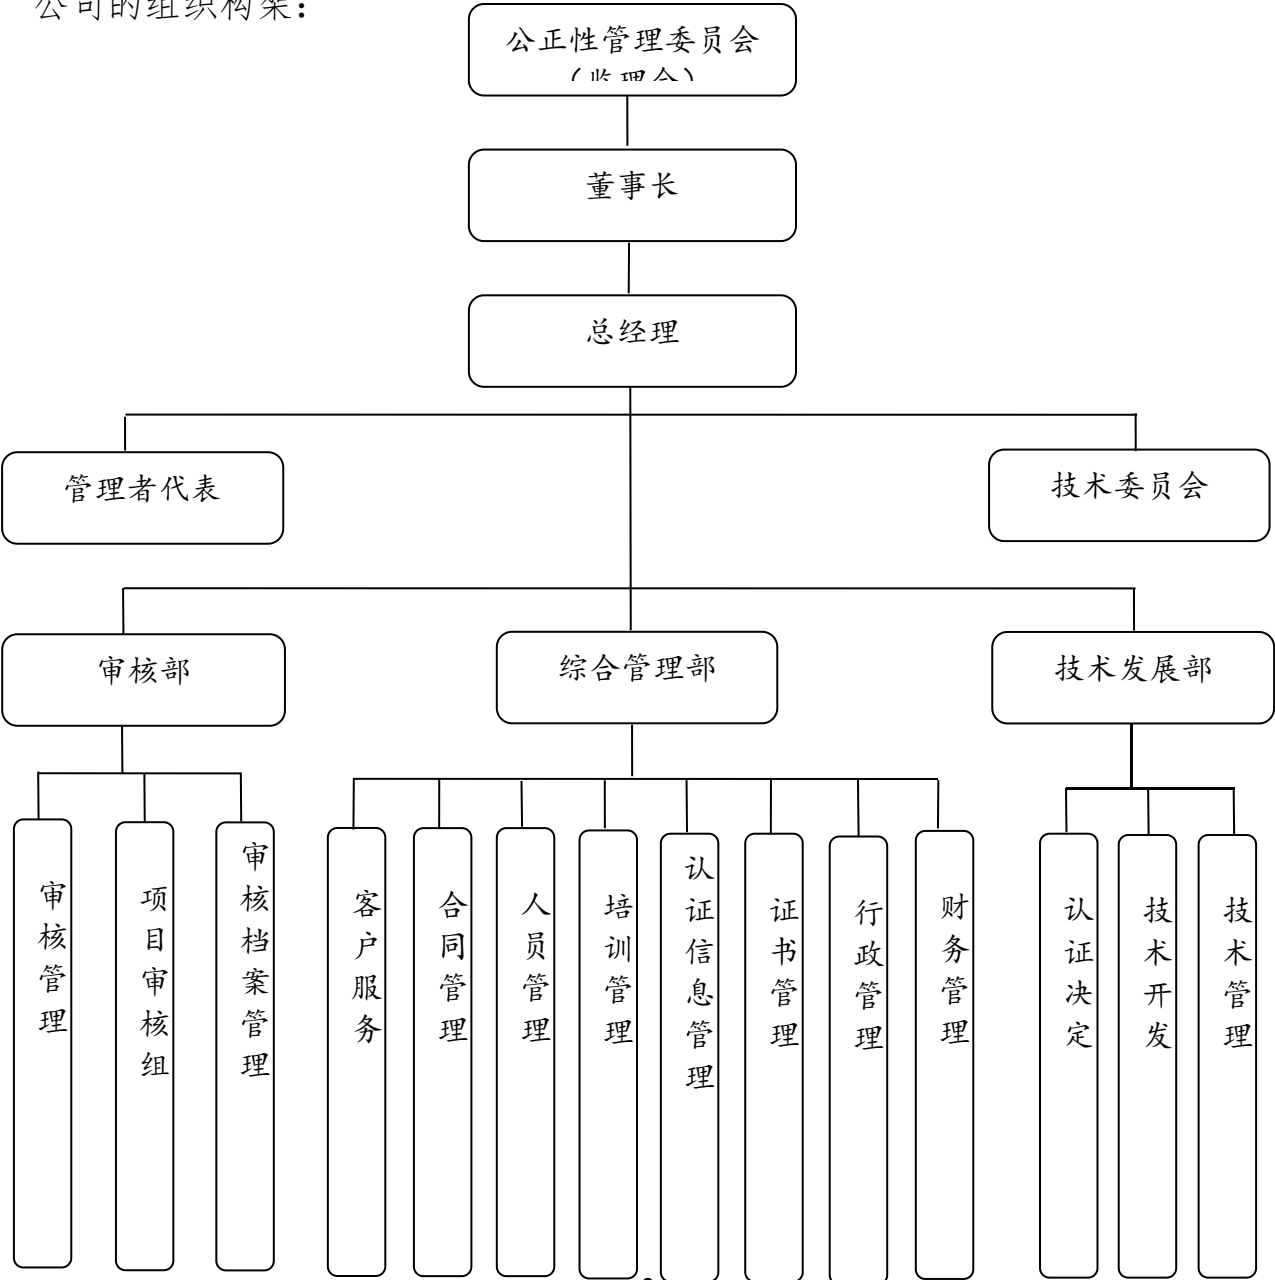 公司的组织构架：
公正性管理委员会
（监理会）
董事长
总经理
管理者代表
技术委员会
审核部
综合管理部
技术发展部
审核管理
项目审核组
审核档案管理
客户服务
合同管理
人员管理
培训管理
认证信息管理
证书管理
行政管理
财务管理
认证决定
技术开发
技术管理